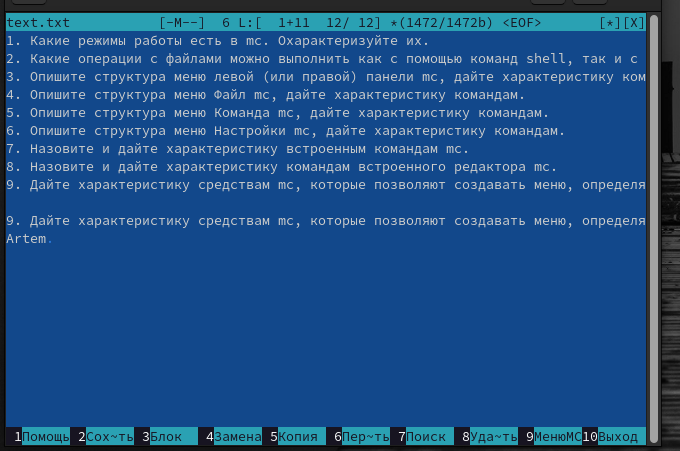 text.txt [-M--] 6 L:[ 1+11 12/ 12] *(1472/1472b) <EOF> [*][X]
1. Какие режимы работы есть в mc. Охарактеризуйте их.
2. Какие операции с файлами можно выполнить как с помощью команд shell, так и с
3. Опишите структура меню левой (или правой) панели mc, дайте характеристику ком
4. Опишите структура меню Файл mc, дайте характеристику командам.
5. Опишите структура меню Команда mc, дайте характеристику командам.
6. Опишите структура меню Настройки mc, дайте характеристику командам.
7. Назовите и дайте характеристику встроенным командам mc.
8. Назовите и дайте характеристику командам встроенного редактора mc.
9. Дайте характеристику средствам mc, которые позволяют создавать меню, определя
9. Дайте характеристику средствам mc, которые позволяют создавать меню, определя
Artem.
1Помощь 2Сох~ть 3Блок 4Замена 5Копия 6Пер~ть 7Поиск 8Уда~ть 9МенюMC 10Выход